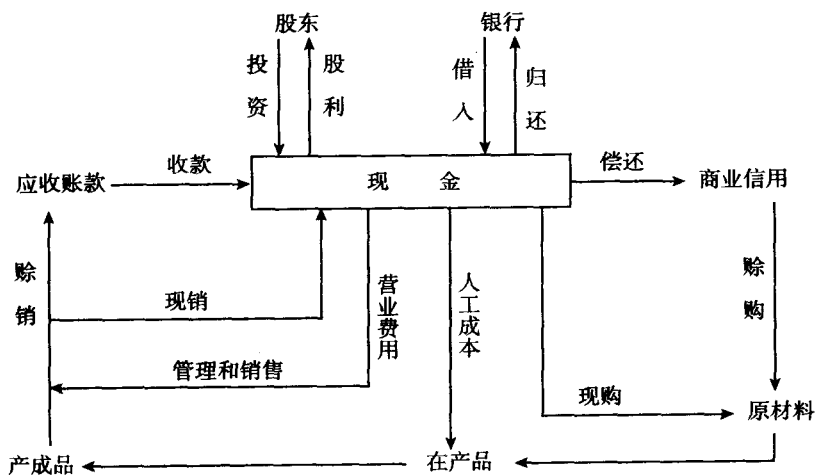 股东
银行
投资
股利
借入
归还
应收账款
收款
现 金
偿还
商业信用
赊销
现销
营业费用
人工成本
赊购
管理和销售
现购
原材料
产成品
在产品